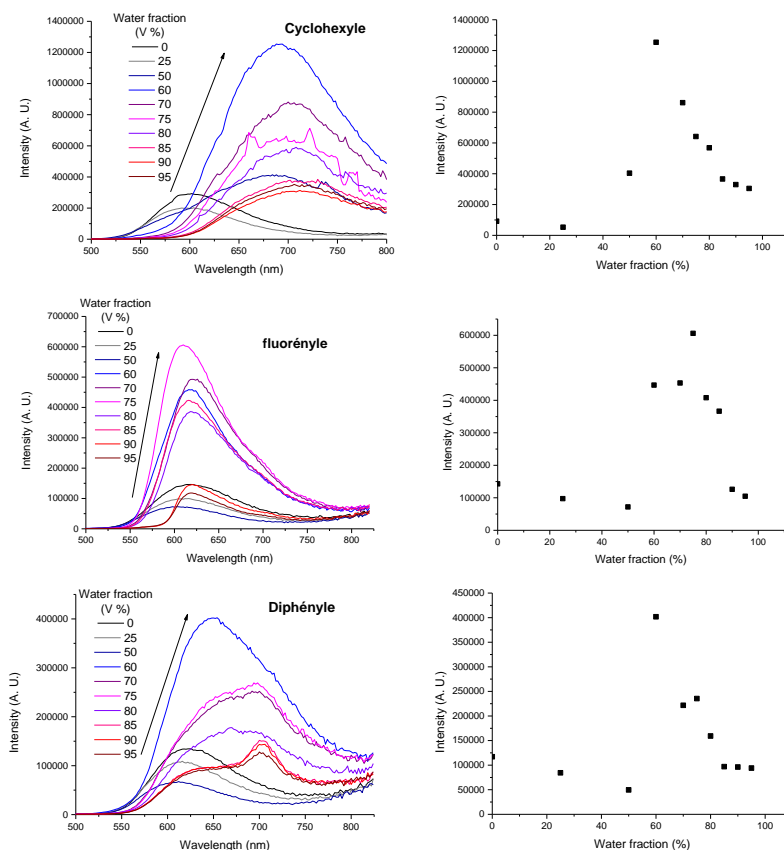 Cyclohexyle
Water fraction
(V %)
0
25
50
60
70
75
80
85
90
95
1400000
1200000
1000000
800000
600000
400000
200000
0
500 550 600 650 700 750 800
Wavelength (nm)
Intensity (A. U.)
1400000
1200000
1000000
800000
600000
400000
200000
0
0 20 40 60 80 100
Water fraction (%)
Intensity (A. U.)
fluorényle
Water fraction
(V %)
0
25
50
60
70
75
80
85
90
95
700000
600000
500000
400000
300000
200000
100000
0
500 550 600 650 700 750 800
Wavelength (nm)
Intensity (A. U.)
600000
500000
400000
300000
200000
100000
0
0 20 40 60 80 100
Water fraction (%)
Intensity (A. U.)
Diphényle
Water fraction
(V %)
0
25
50
60
70
75
80
85
90
95
400000
300000
200000
100000
0
500 550 600 650 700 750 800
Wavelength (nm)
Intensity (A. U.)
450000
400000
350000
300000
250000
200000
150000
100000
50000
0
0 20 40 60 80 100
Water fraction (%)
Intensity (A. U.)